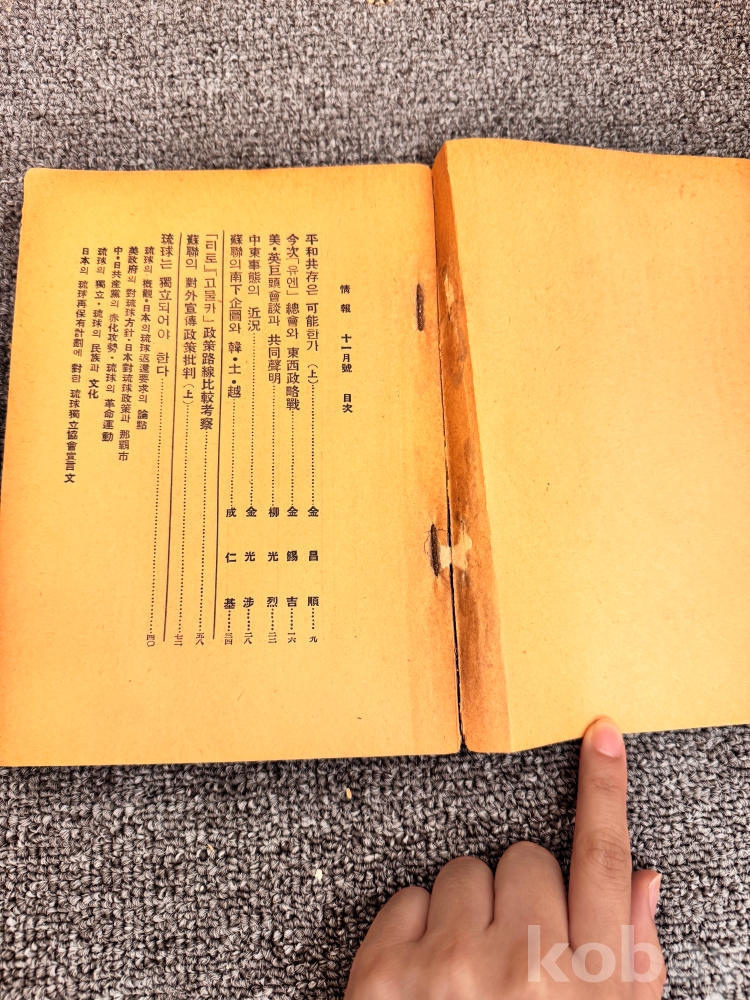 情報 十一月號 目次
平和共存은 可能한가 (上)……金昌順……九
今次「유엔」總會와 東西政略戰……金錫吉……一六
美·英巨頭會談과 共同聲明……柳光烈……二二
中東事態의 近況……金光涉……二八
蘇聯의 南下企圖와 韓·土·越……成仁基……三四
「티토」「고물카」政策路線比較考察……五八
蘇聯의 對外宣傳政策批判(上)……七二
琉球는 獨立되어야 한다……四〇
琉球의 槪觀·日本의 琉球返還要求의 論點
美政府의 對琉球方針·日本對琉球政策과 那覇市
中·日共産黨의 赤化攻勢·琉球의 革命運動
琉球의 獨立·琉球의 民族과 文化
日本의 琉球再保有計劃에 對한 琉球獨立協會宣言文
kobay